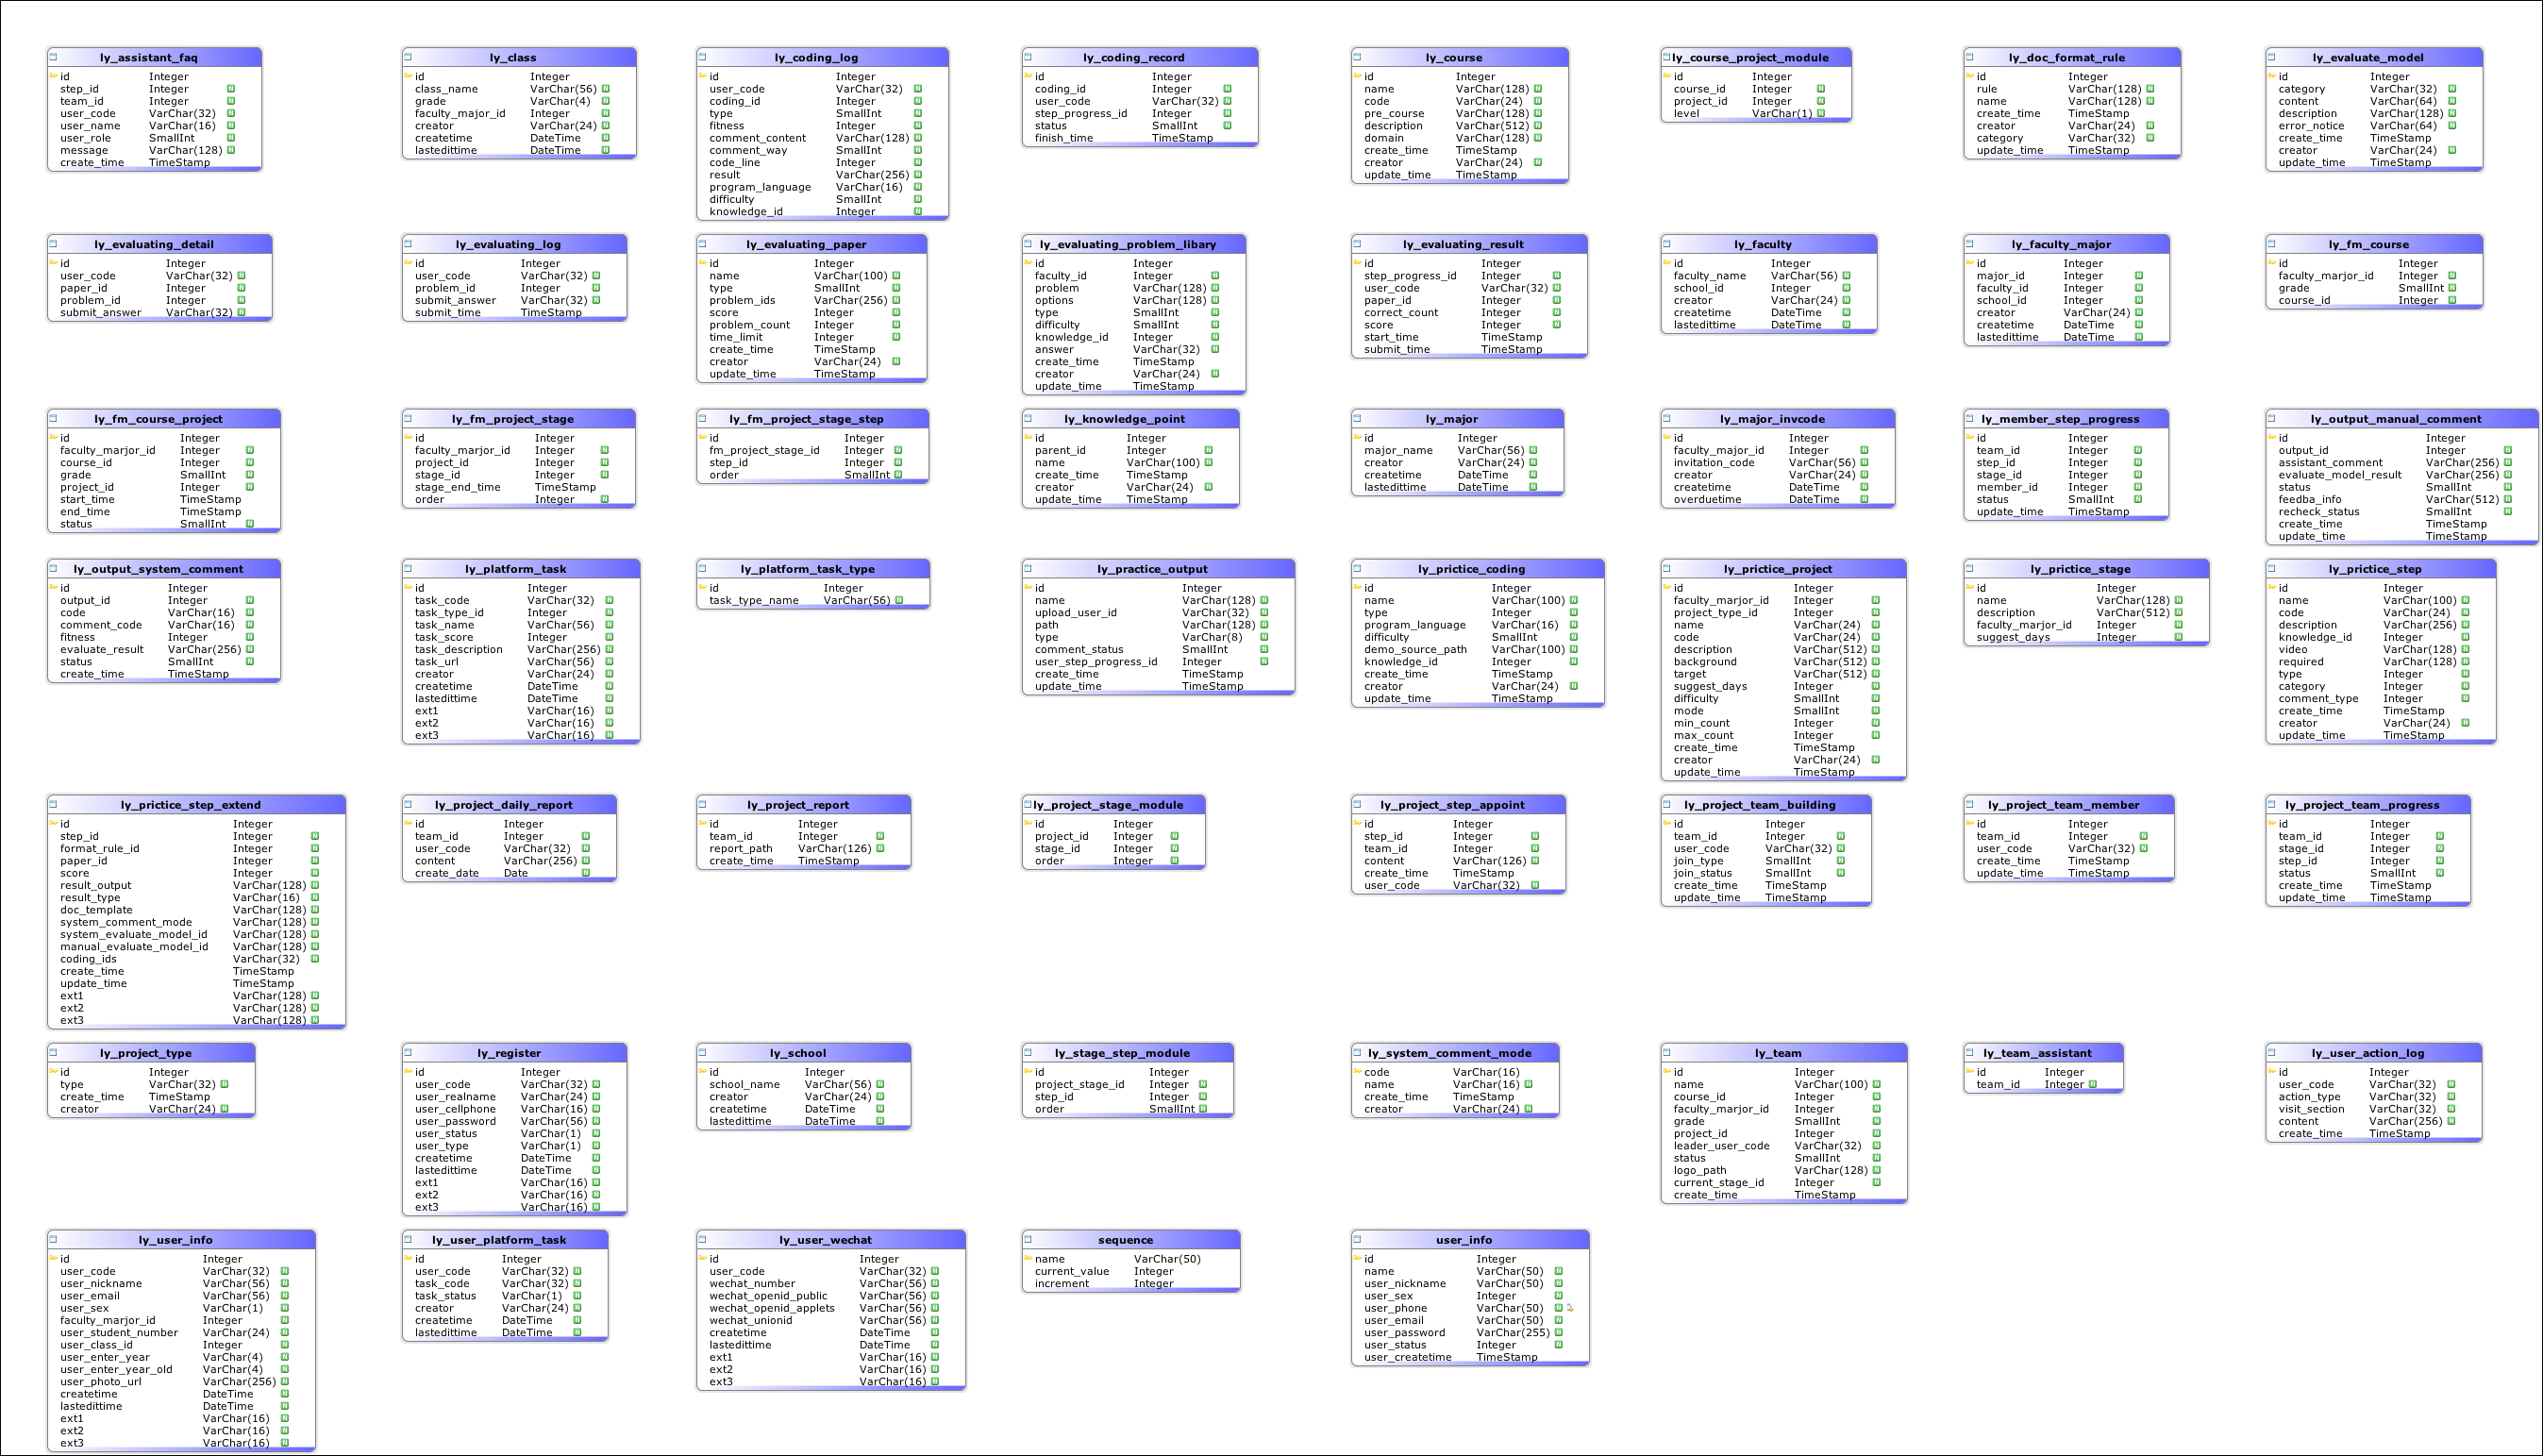 ly_assistant_faq
id Integer
step_id Integer
team_id Integer
user_code VarChar(32)
user_name VarChar(16)
user_role SmallInt
message VarChar(128)
create_time TimeStamp
ly_class
id Integer
class_name VarChar(56)
grade VarChar(4)
faculty_major_id Integer
creator VarChar(24)
createtime DateTime
lastedittime DateTime
ly_coding_log
id Integer
user_code VarChar(32)
coding_id Integer
type SmallInt
fitness Integer
comment_content VarChar(128)
comment_way SmallInt
code_line Integer
result VarChar(256)
program_language VarChar(16)
difficulty SmallInt
knowledge_id Integer
ly_coding_record
id Integer
coding_id Integer
user_code VarChar(32)
step_progress_id Integer
status SmallInt
finish_time TimeStamp
ly_course
id Integer
name VarChar(128)
code VarChar(24)
pre_course VarChar(128)
description VarChar(512)
domain VarChar(128)
create_time TimeStamp
creator VarChar(24)
update_time TimeStamp
ly_course_project_module
id Integer
course_id Integer
project_id Integer
level VarChar(1)
ly_doc_format_rule
id Integer
rule VarChar(128)
name VarChar(128)
create_time TimeStamp
creator VarChar(24)
category VarChar(32)
update_time TimeStamp
ly_evaluate_model
id Integer
category VarChar(32)
content VarChar(64)
description VarChar(128)
error_notice VarChar(64)
create_time TimeStamp
creator VarChar(24)
update_time TimeStamp
ly_evaluating_detail
id Integer
user_code VarChar(32)
paper_id Integer
problem_id Integer
submit_answer VarChar(32)
ly_evaluating_log
id Integer
user_code VarChar(32)
problem_id Integer
submit_answer VarChar(32)
submit_time TimeStamp
ly_evaluating_paper
id Integer
name VarChar(100)
type SmallInt
problem_ids VarChar(256)
score Integer
problem_count Integer
time_limit Integer
create_time TimeStamp
creator VarChar(24)
update_time TimeStamp
ly_evaluating_problem_libary
id Integer
faculty_id Integer
problem VarChar(128)
options VarChar(128)
type SmallInt
difficulty SmallInt
knowledge_id Integer
answer VarChar(32)
create_time TimeStamp
creator VarChar(24)
update_time TimeStamp
ly_evaluating_result
id Integer
step_progress_id Integer
user_code VarChar(32)
paper_id Integer
correct_count Integer
score Integer
start_time TimeStamp
submit_time TimeStamp
ly_faculty
id Integer
faculty_name VarChar(56)
school_id Integer
creator VarChar(24)
createtime DateTime
lastedittime DateTime
ly_faculty_major
id Integer
major_id Integer
faculty_id Integer
school_id Integer
creator VarChar(24)
createtime DateTime
lastedittime DateTime
ly_fm_course
id Integer
faculty_marjor_id Integer
grade SmallInt
course_id Integer
ly_fm_course_project
id Integer
faculty_marjor_id Integer
course_id Integer
grade SmallInt
project_id Integer
start_time TimeStamp
end_time TimeStamp
status SmallInt
ly_fm_project_stage
id Integer
faculty_marjor_id Integer
project_id Integer
stage_id Integer
stage_end_time TimeStamp
order Integer
ly_fm_project_stage_step
id Integer
fm_project_stage_id Integer
step_id Integer
order SmallInt
ly_knowledge_point
id Integer
parent_id Integer
name VarChar(100)
create_time TimeStamp
creator VarChar(24)
update_time TimeStamp
ly_major
id Integer
major_name VarChar(56)
creator VarChar(24)
createtime DateTime
lastedittime DateTime
ly_major_invcode
id Integer
faculty_major_id Integer
invitation_code VarChar(56)
creator VarChar(24)
createtime DateTime
overduetime DateTime
ly_member_step_progress
id Integer
team_id Integer
step_id Integer
stage_id Integer
member_id Integer
status SmallInt
update_time TimeStamp
ly_output_manual_comment
id Integer
output_id Integer
assistant_comment VarChar(256)
evaluate_model_result VarChar(256)
status SmallInt
feedba_info VarChar(512)
recheck_status SmallInt
create_time TimeStamp
update_time TimeStamp
ly_output_system_comment
id Integer
output_id Integer
code VarChar(16)
comment_code VarChar(16)
fitness Integer
evaluate_result VarChar(256)
status SmallInt
create_time TimeStamp
ly_platform_task
id Integer
task_code VarChar(32)
task_type_id Integer
task_name VarChar(56)
task_score Integer
task_description VarChar(256)
task_url VarChar(56)
creator VarChar(24)
createtime DateTime
lastedittime DateTime
ext1 VarChar(16)
ext2 VarChar(16)
ext3 VarChar(16)
ly_platform_task_type
id Integer
task_type_name VarChar(56)
ly_practice_output
id Integer
name VarChar(128)
upload_user_id VarChar(32)
path VarChar(128)
type VarChar(8)
comment_status SmallInt
user_step_progress_id Integer
create_time TimeStamp
update_time TimeStamp
ly_prictice_coding
id Integer
name VarChar(100)
type Integer
program_language VarChar(16)
difficulty SmallInt
demo_source_path VarChar(100)
knowledge_id Integer
create_time TimeStamp
creator VarChar(24)
update_time TimeStamp
ly_prictice_project
id Integer
faculty_marjor_id Integer
project_type_id Integer
name VarChar(24)
code VarChar(24)
description VarChar(512)
background VarChar(512)
target VarChar(512)
suggest_days Integer
difficulty SmallInt
mode SmallInt
min_count Integer
max_count Integer
create_time TimeStamp
creator VarChar(24)
update_time TimeStamp
ly_prictice_stage
id Integer
name VarChar(128)
description VarChar(512)
faculty_marjor_id Integer
suggest_days Integer
ly_prictice_step
id Integer
name VarChar(100)
code VarChar(24)
description VarChar(256)
knowledge_id Integer
video VarChar(128)
required VarChar(128)
type Integer
category Integer
comment_type Integer
create_time TimeStamp
creator VarChar(24)
update_time TimeStamp
ly_prictice_step_extend
id Integer
step_id Integer
format_rule_id Integer
paper_id Integer
score Integer
result_output VarChar(128)
result_type VarChar(16)
doc_template VarChar(128)
system_comment_mode VarChar(128)
system_evaluate_model_id VarChar(128)
manual_evaluate_model_id VarChar(128)
coding_ids VarChar(32)
create_time TimeStamp
update_time TimeStamp
ext1 VarChar(128)
ext2 VarChar(128)
ext3 VarChar(128)
ly_project_daily_report
id Integer
team_id Integer
user_code VarChar(32)
content VarChar(256)
create_date Date
ly_project_report
id Integer
team_id Integer
report_path VarChar(126)
create_time TimeStamp
ly_project_stage_module
id Integer
project_id Integer
stage_id Integer
order Integer
ly_project_step_appoint
id Integer
step_id Integer
team_id Integer
content VarChar(126)
create_time TimeStamp
user_code VarChar(32)
ly_project_team_building
id Integer
team_id Integer
user_code VarChar(32)
join_type SmallInt
join_status SmallInt
create_time TimeStamp
update_time TimeStamp
ly_project_team_member
id Integer
team_id Integer
user_code VarChar(32)
create_time TimeStamp
update_time TimeStamp
ly_project_team_progress
id Integer
team_id Integer
stage_id Integer
step_id Integer
status SmallInt
create_time TimeStamp
update_time TimeStamp
ly_project_type
id Integer
type VarChar(32)
create_time TimeStamp
creator VarChar(24)
ly_register
id Integer
user_code VarChar(32)
user_realname VarChar(24)
user_cellphone VarChar(16)
user_password VarChar(56)
user_status VarChar(1)
user_type VarChar(1)
createtime DateTime
lastedittime DateTime
ext1 VarChar(16)
ext2 VarChar(16)
ext3 VarChar(16)
ly_school
id Integer
school_name VarChar(56)
creator VarChar(24)
createtime DateTime
lastedittime DateTime
ly_stage_step_module
id Integer
project_stage_id Integer
step_id Integer
order SmallInt
ly_system_comment_mode
code VarChar(16)
name VarChar(16)
create_time TimeStamp
creator VarChar(24)
ly_team
id Integer
name VarChar(100)
course_id Integer
faculty_marjor_id Integer
grade SmallInt
project_id Integer
leader_user_code VarChar(32)
status SmallInt
logo_path VarChar(128)
current_stage_id Integer
create_time TimeStamp
ly_team_assistant
id Integer
team_id Integer
ly_user_action_log
id Integer
user_code VarChar(32)
action_type VarChar(32)
visit_section VarChar(32)
content VarChar(256)
create_time TimeStamp
ly_user_info
id Integer
user_code VarChar(32)
user_nickname VarChar(56)
user_email VarChar(56)
user_sex VarChar(1)
faculty_marjor_id Integer
user_student_number VarChar(24)
user_class_id Integer
user_enter_year VarChar(4)
user_enter_year_old VarChar(4)
user_photo_url VarChar(256)
createtime DateTime
lastedittime DateTime
ext1 VarChar(16)
ext2 VarChar(16)
ext3 VarChar(16)
ly_user_platform_task
id Integer
user_code VarChar(32)
task_code VarChar(32)
task_status VarChar(1)
creator VarChar(24)
createtime DateTime
lastedittime DateTime
ly_user_wechat
id Integer
user_code VarChar(32)
wechat_number VarChar(56)
wechat_openid_public VarChar(56)
wechat_openid_applets VarChar(56)
wechat_unionid VarChar(56)
createtime DateTime
lastedittime DateTime
ext1 VarChar(16)
ext2 VarChar(16)
ext3 VarChar(16)
sequence
name VarChar(50)
current_value Integer
increment Integer
user_info
id Integer
name VarChar(50)
user_nickname VarChar(50)
user_sex Integer
user_phone VarChar(50)
user_email VarChar(50)
user_password VarChar(255)
user_status Integer
user_createtime TimeStamp